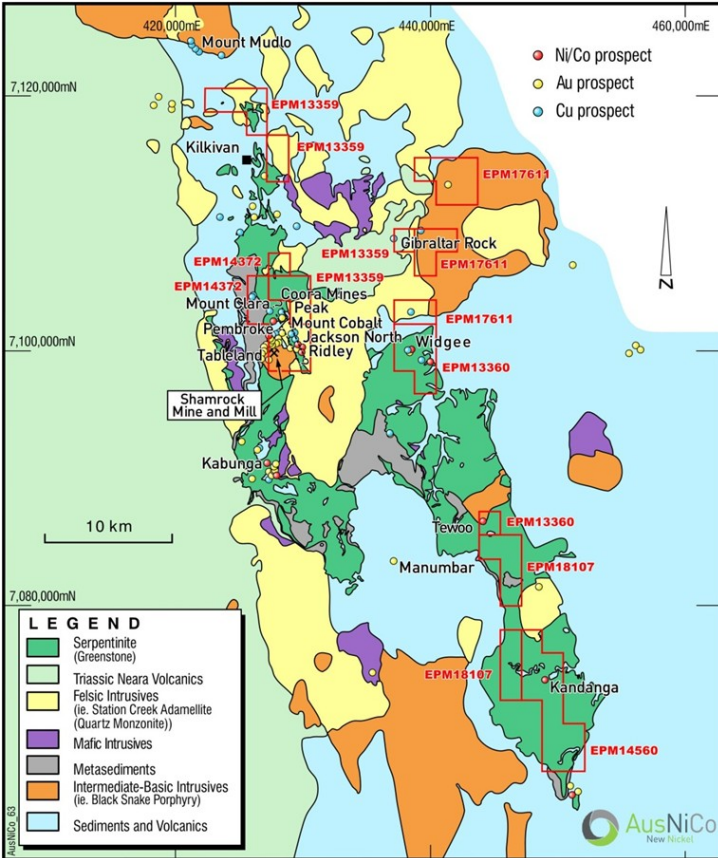 420,000mE
440,000mE
460,000mE
Mount Mudlo
Ni/Co prospect
Au prospect
Cu prospect
7,120,000mN
EPM13359
Kilkivan
EPM13359
EPM17611
N
EPM13359
Gibraltar Rock
EPM14372
EPM17611
EPM14372
EPM13359
Mount Clara
Coora Mines
Peak
EPM17611
Pembroke
Mount Cobalt
Jackson North
Widgee
7,100,000mN
Tableland
Ridley
EPM13360
Shamrock
Mine and Mill
Kabunga
10 km
Tewoo
EPM13360
Manumbar
EPM18107
7,080,000mN
LEGEND
Serpentinite
(Greenstone)
Triassic Neara Volcanics
Felsic Intrusives
(ie. Station Creek Adamellite
(Quartz Monzonite))
Mafic Intrusives
Metasediments
Intermediate-Basic Intrusives
(ie. Black Snake Porphyry)
Sediments and Volcanics
EPM18107
Kandanga
EPM14560
AusNiCo_63
AusNiCo
New Nickel